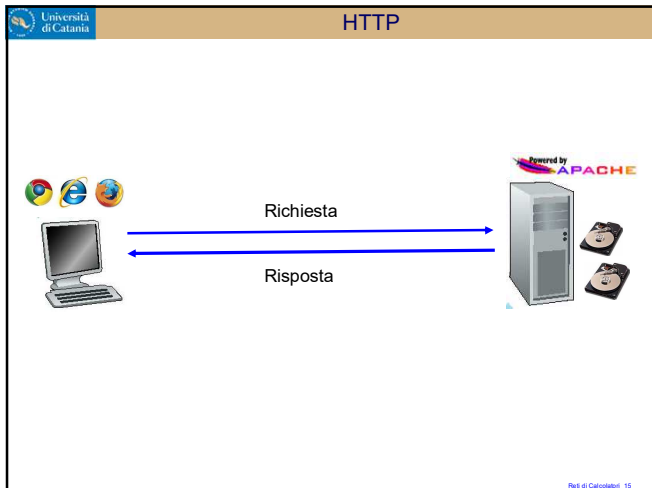 Università
di Catania
HTTP
Powered by
APACHE
Richiesta
Risposta
Reti di Calcolatori 15